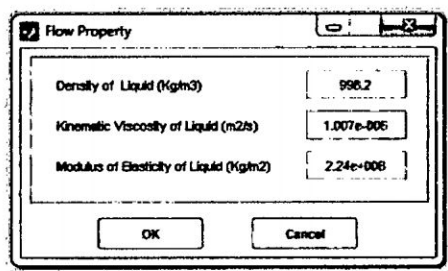 Flow Property
Density of Liquid (Kg/m3)
998.2
Kinematic Viscosity of Liquid (m2/s)
1.007e-006
Modulus of Elasticity of Liquid (Kg/m2)
2.24e+008
OK
Cancel